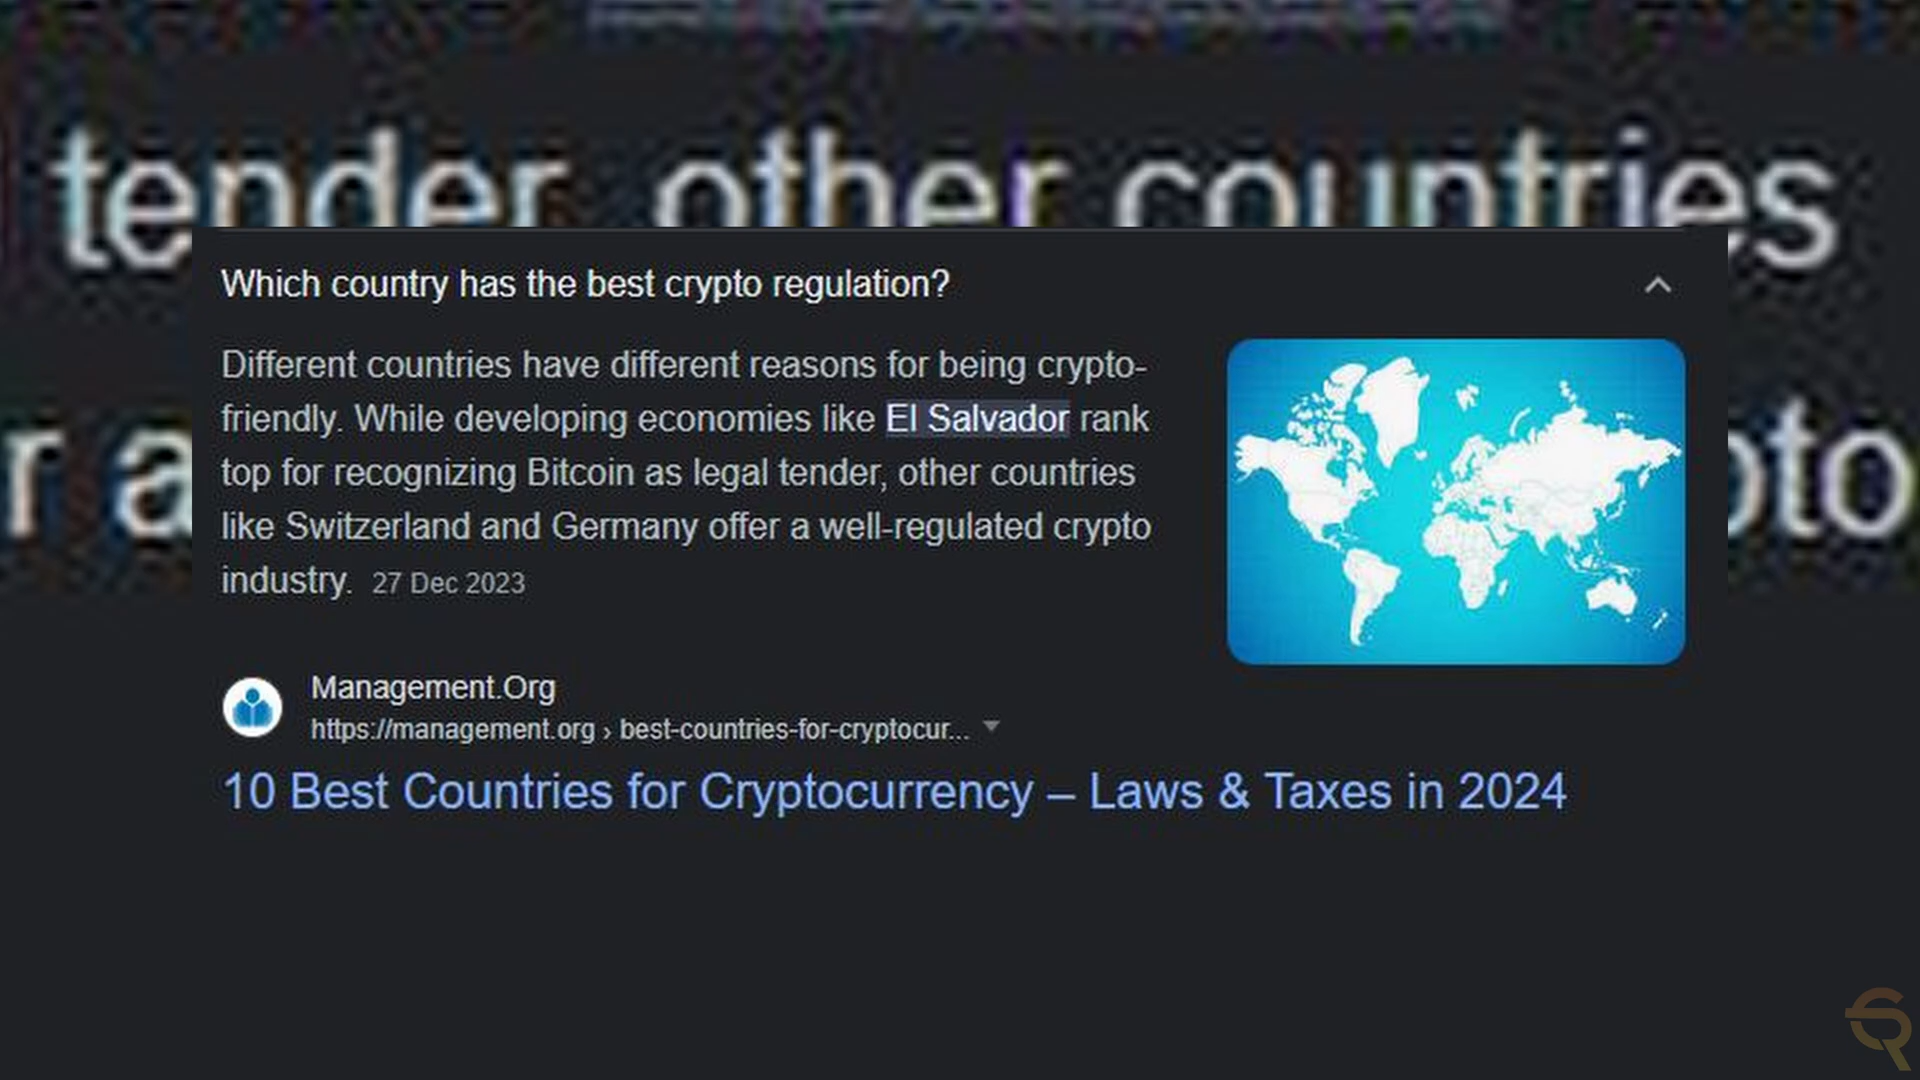 tender, other countries
Which country has the best crypto regulation?
Different countries have different reasons for being crypto-
friendly. While developing economies like El Salvador rank
top for recognizing Bitcoin as legal tender, other countries
like Switzerland and Germany offer a well-regulated crypto
industry. 27 Dec 2023
Management.Org
https://management.org › best-countries-for-cryptocur...
10 Best Countries for Cryptocurrency – Laws & Taxes in 2024